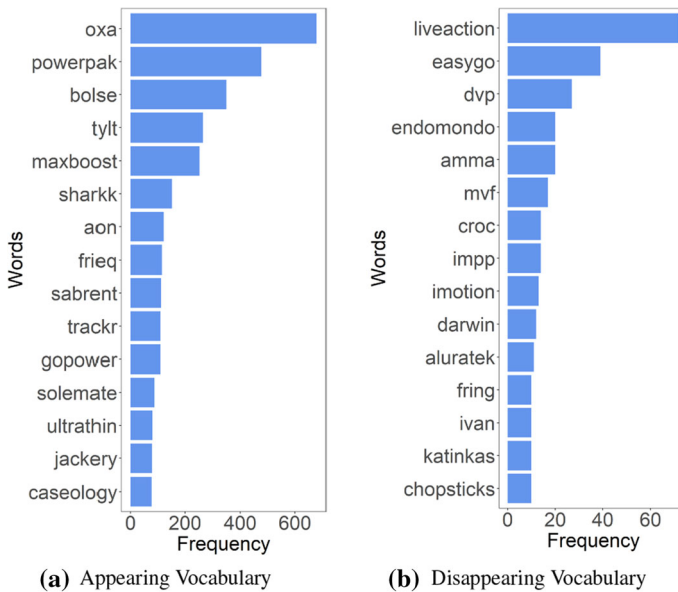 Words
oxa
powerpak
bolse
tylt
maxboost
sharkk
aon
frieq
sabrent
trackr
gopower
solemate
ultrathin
jackery
caseology
0 200 400 600
Frequency
(a) Appearing Vocabulary
Words
liveaction
easygo
dvp
endomondo
amma
mvf
croc
impp
imotion
darwin
aluratek
fring
ivan
katinkas
chopsticks
0 20 40 60
Frequency
(b) Disappearing Vocabulary